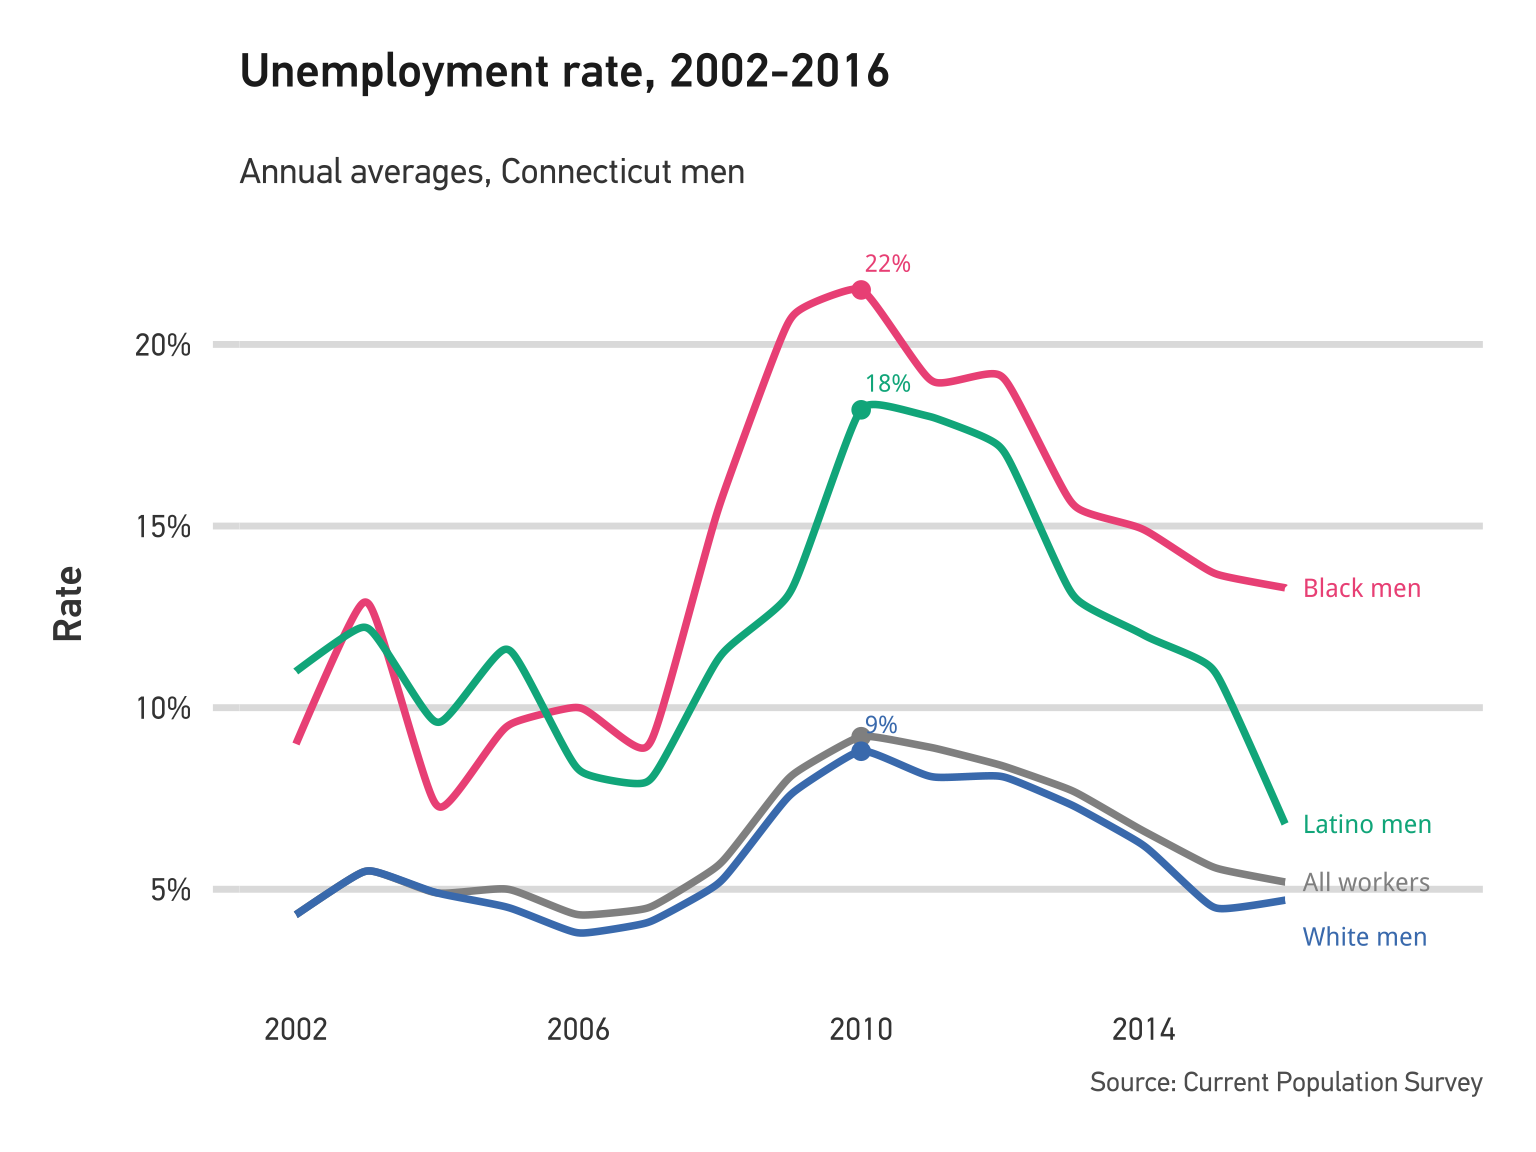 Unemployment rate, 2002-2016
Annual averages, Connecticut men
22%
20%
18%
15%
Rate
Black men
10%
9%
Latino men
5%
All workers
White men
2002
2006
2010
2014
Source: Current Population Survey